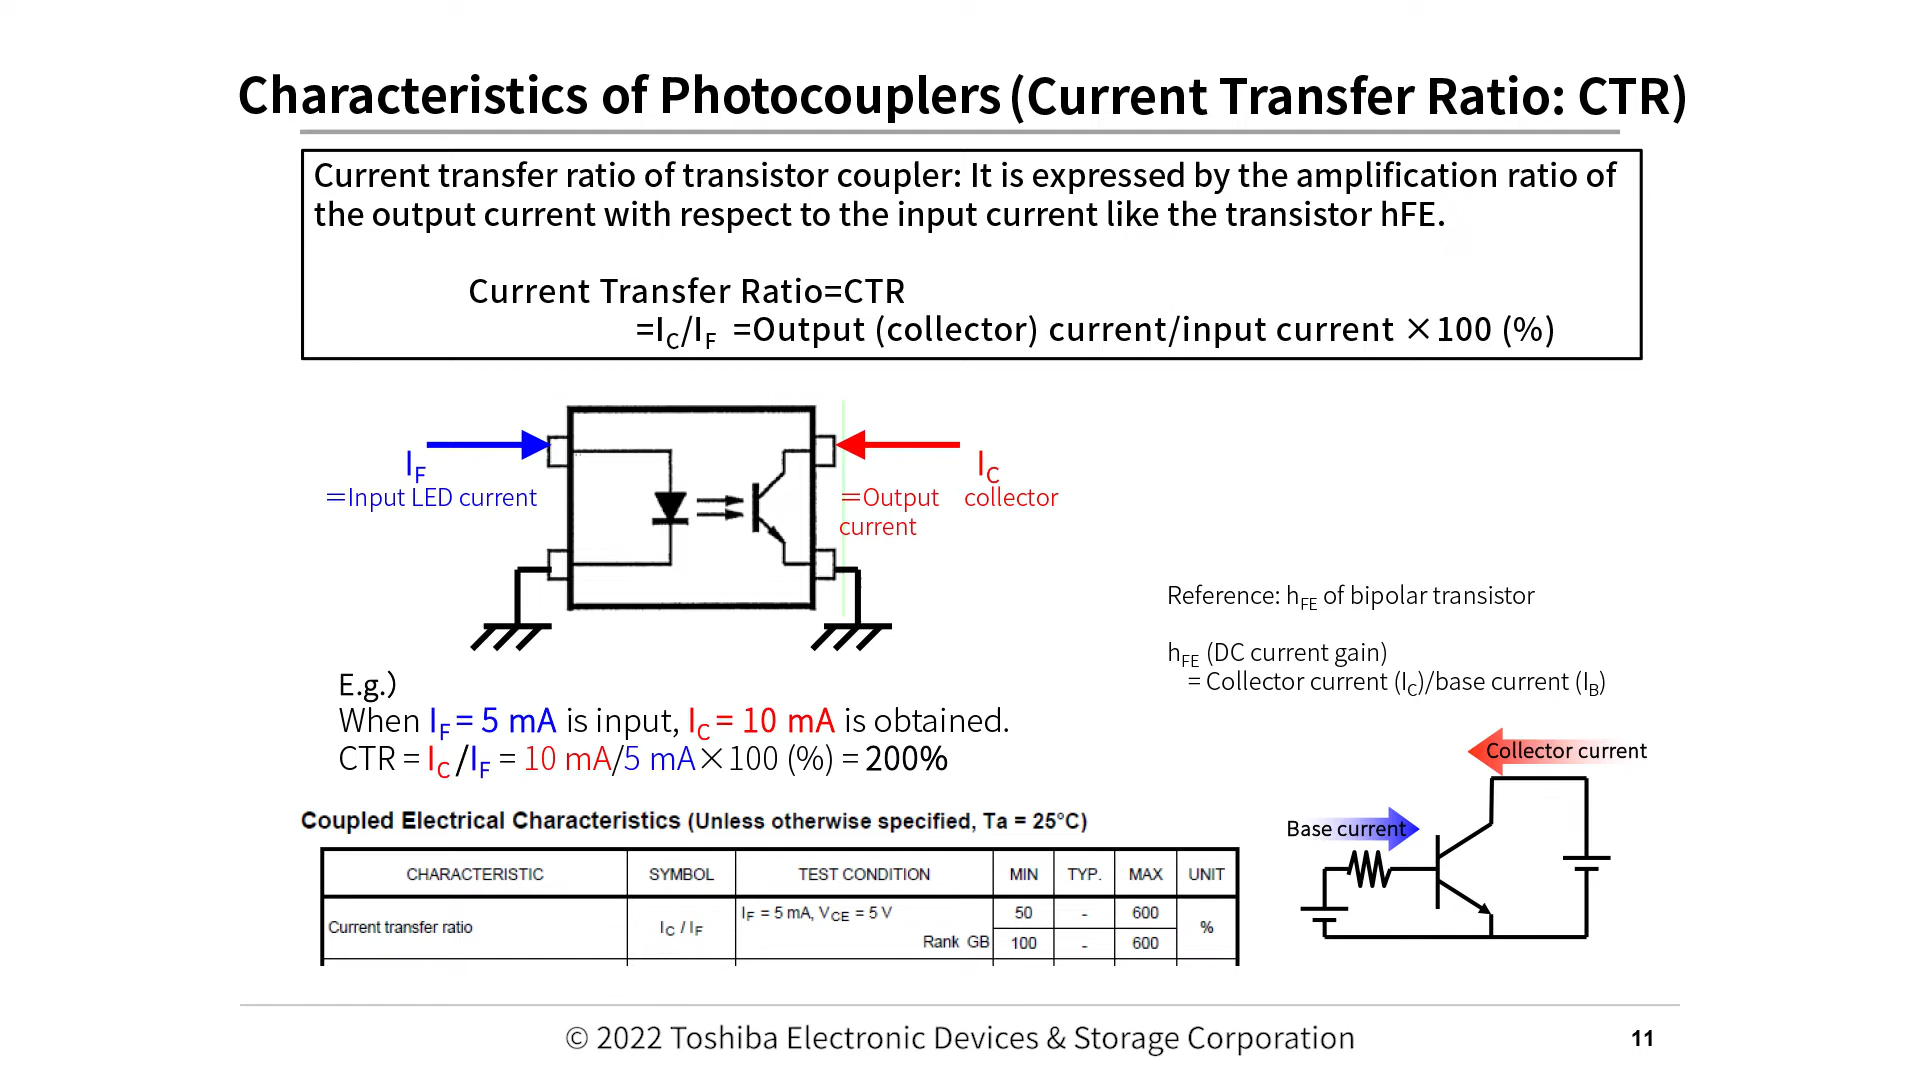 Characteristics of Photocouplers (Current Transfer Ratio: CTR)
Current transfer ratio of transistor coupler: It is expressed by the amplification ratio of
the output current with respect to the input current like the transistor hFE.
Current Transfer Ratio=CTR
=IC/IF =Output (collector) current/input current ×100 (%)
IF
=Input LED current
IC
=Output collector
current
Reference: hFE of bipolar transistor
hFE (DC current gain)
= Collector current (IC)/base current (IB)
E.g.)
When IF = 5 mA is input, IC = 10 mA is obtained.
CTR = IC /IF = 10 mA/5 mA×100 (%) = 200%
Collector current
Base current
Coupled Electrical Characteristics (Unless otherwise specified, Ta = 25°C)
CHARACTERISTIC SYMBOL TEST CONDITION MIN TYP. MAX UNIT
Current transfer ratio IC / IF IF = 5 mA, VCE = 5 V 50 - 600 %
Rank GB 100 - 600
© 2022 Toshiba Electronic Devices & Storage Corporation
11